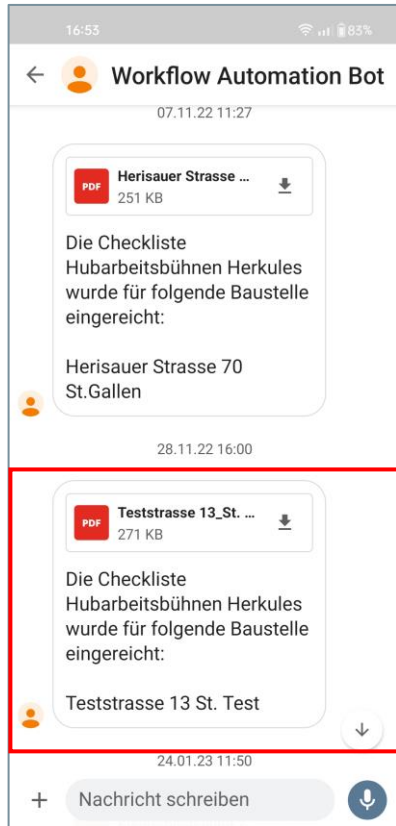 16:53
83%
Workflow Automation Bot
07.11.22 11:27
PDF
Herisauer Strasse ...
251 KB
Die Checkliste
Hubarbeitsbühnen Herkules
wurde für folgende Baustelle
eingereicht:
Herisauer Strasse 70
St.Gallen
28.11.22 16:00
PDF
Teststrasse 13_St. ...
271 KB
Die Checkliste
Hubarbeitsbühnen Herkules
wurde für folgende Baustelle
eingereicht:
Teststrasse 13 St. Test
24.01.23 11:50
Nachricht schreiben